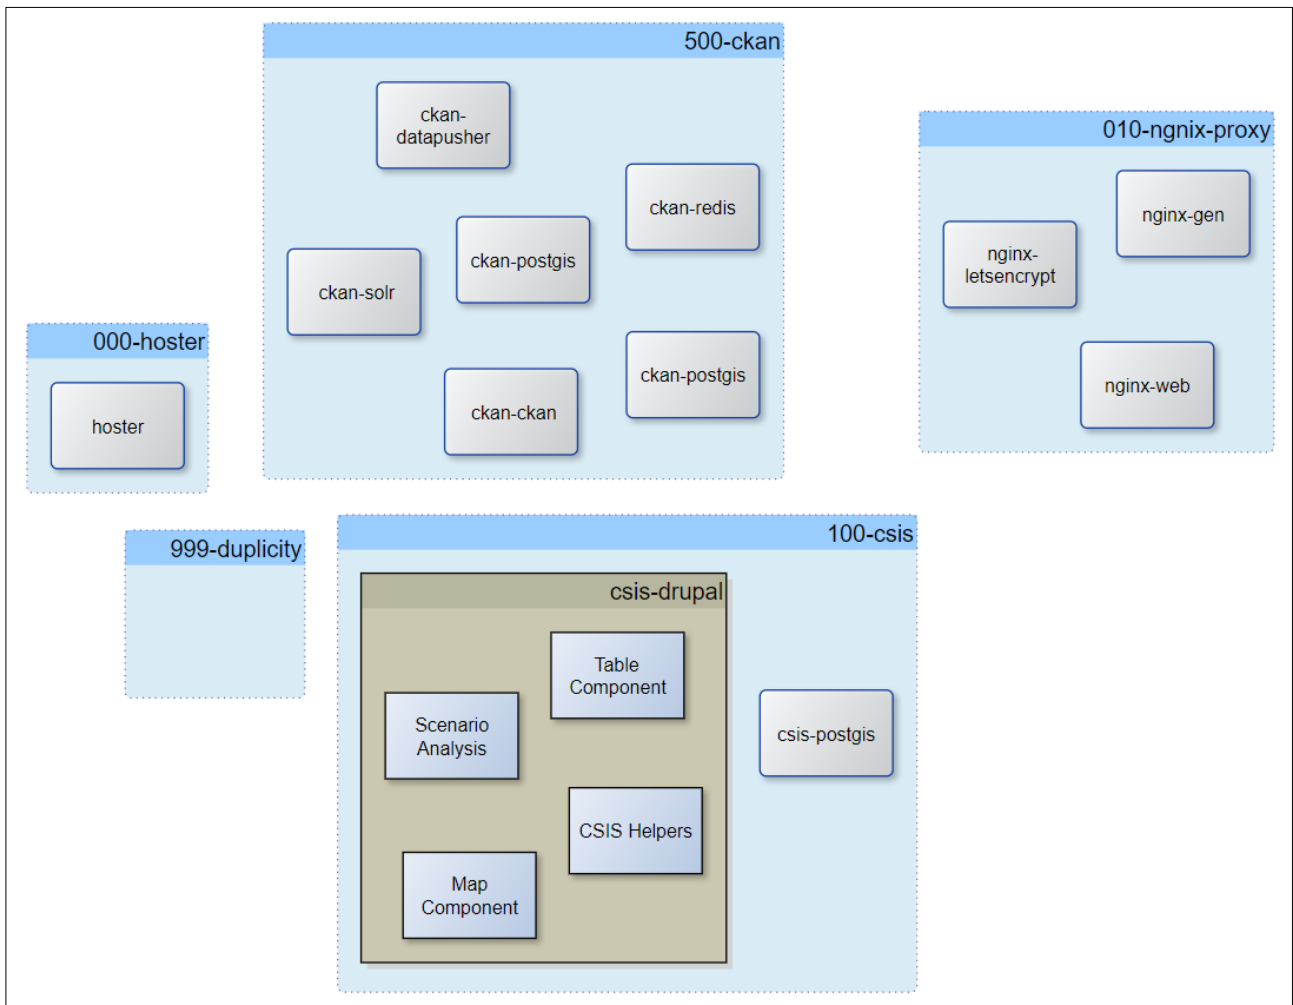 500-ckan
ckan-
datapusher
ckan-redis
ckan-postgis
ckan-solr
ckan-postgis
ckan-ckan
010-ngnix-proxy
nginx-gen
nginx-
letsencrypt
nginx-web
000-hoster
hoster
999-duplicity
100-csis
csis-drupal
Table
Component
Scenario
Analysis
CSIS Helpers
Map
Component
csis-postgis